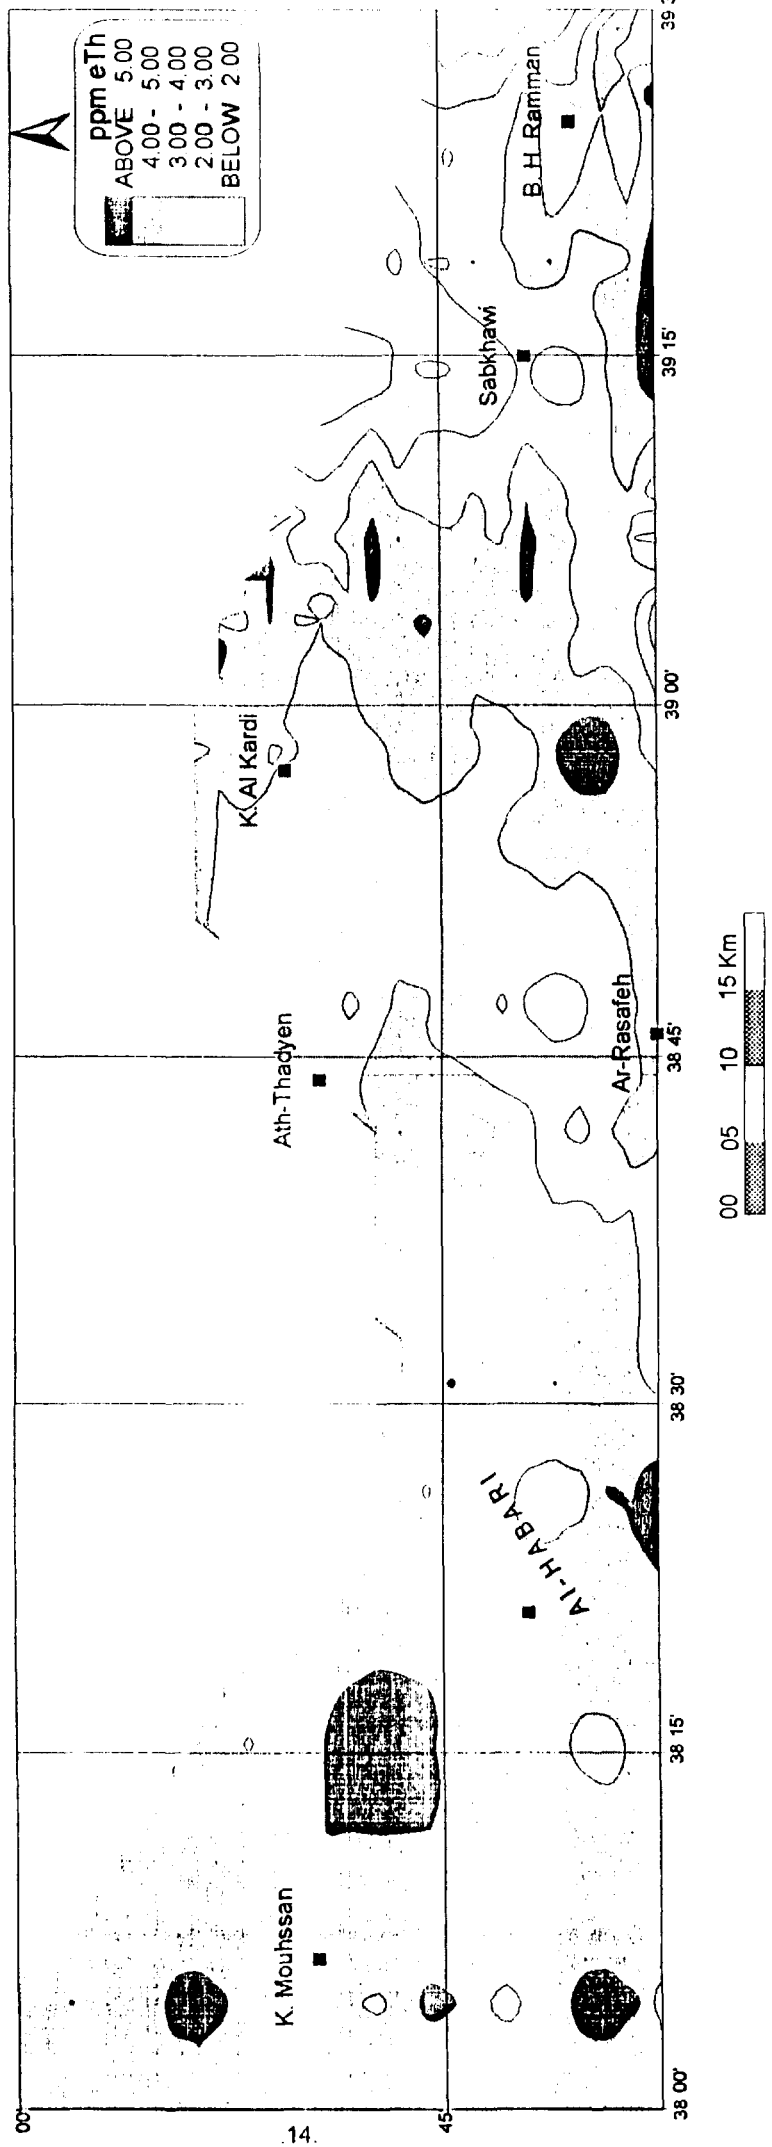 ppm eTh
ABOVE 5.00
4.00 - 5.00
3.00 - 4.00
2.00 - 3.00
BELOW 2.00
B. H. Ramman
Sabkhawi
K. Al Kardi
Ath-Thadyen
Ar-Rasafeh
Al-HABARI
K. Mouhssan
00'
45'
38 00'
38 15'
38 30'
38 45'
39 00'
39 15'
00 05 10 15 Km
.14.